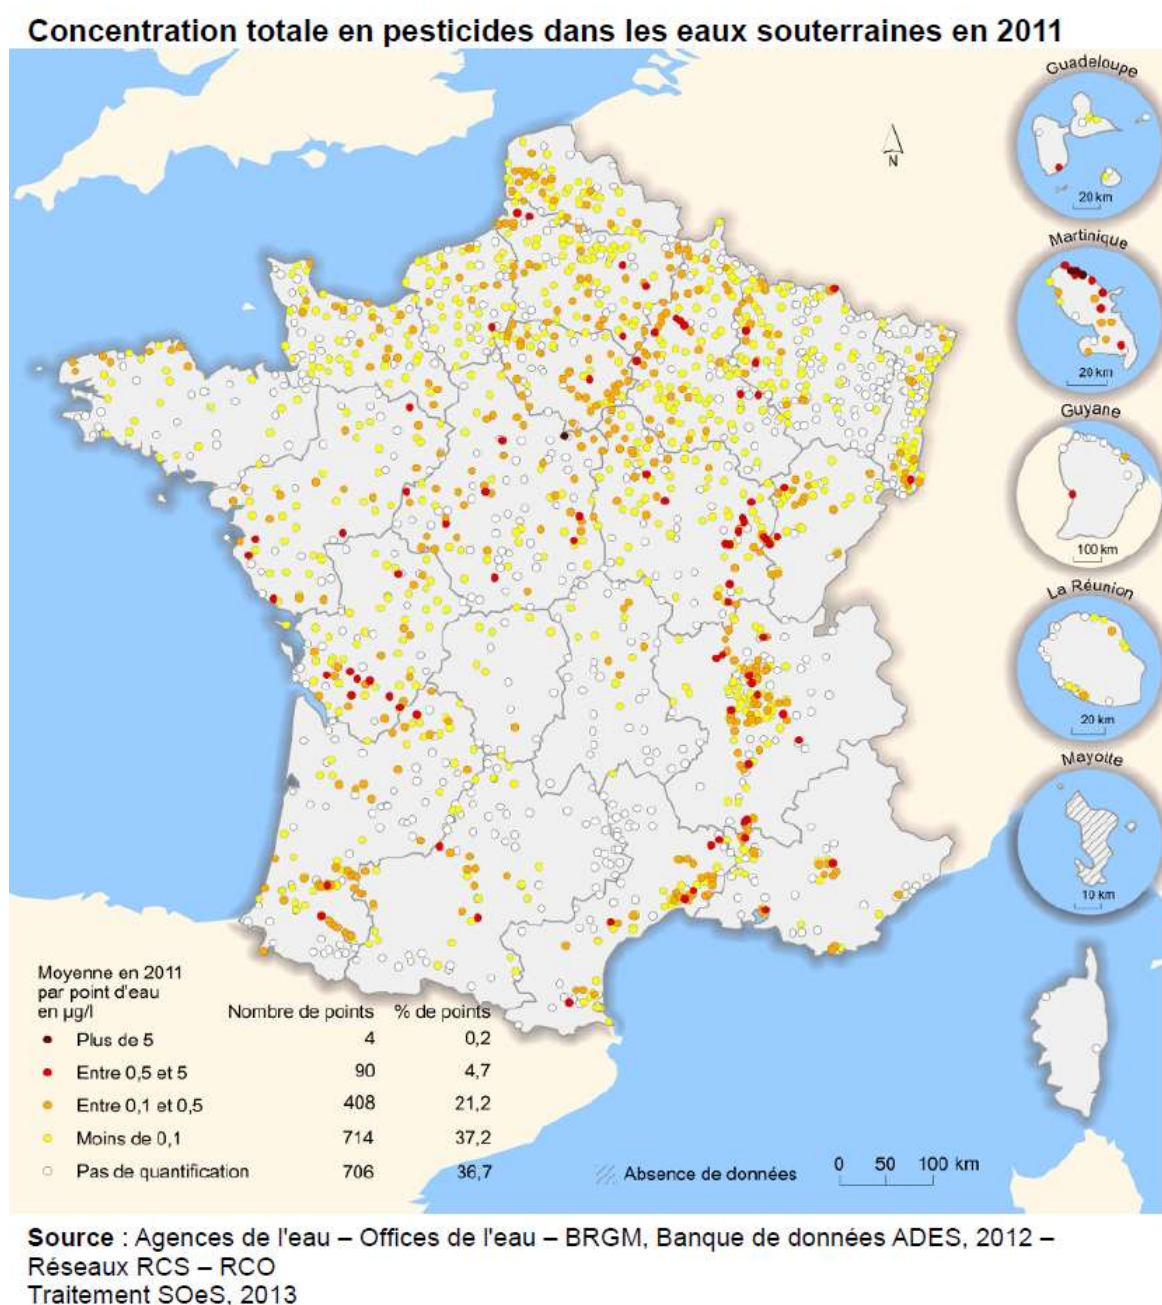 Concentration totale en pesticides dans les eaux souterraines en 2011
Guadeloupe
20 km
N
Martinique
20 km
Guyane
100 km
La Réunion
20 km
Mayotte
10 km
Moyenne en 2011
par point d'eau
en µg/l
Nombre de points % de points
Plus de 5 4 0,2
Entre 0,5 et 5 90 4,7
Entre 0,1 et 0,5 408 21,2
Moins de 0,1 714 37,2
Pas de quantification 706 36,7
Absence de données
0 50 100 km
Source : Agences de l'eau – Offices de l'eau – BRGM, Banque de données ADES, 2012 –
Réseaux RCS – RCO
Traitement SOeS, 2013